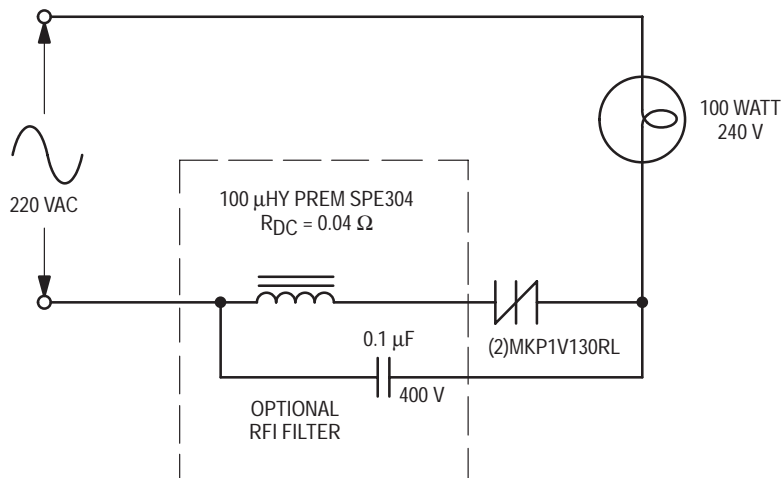 100 WATT
240 V
220 VAC
100 µHY PREM SPE304
RDC = 0.04 Ω
(2)MKP1V130RL
0.1 µF
400 V
OPTIONAL
RFI FILTER